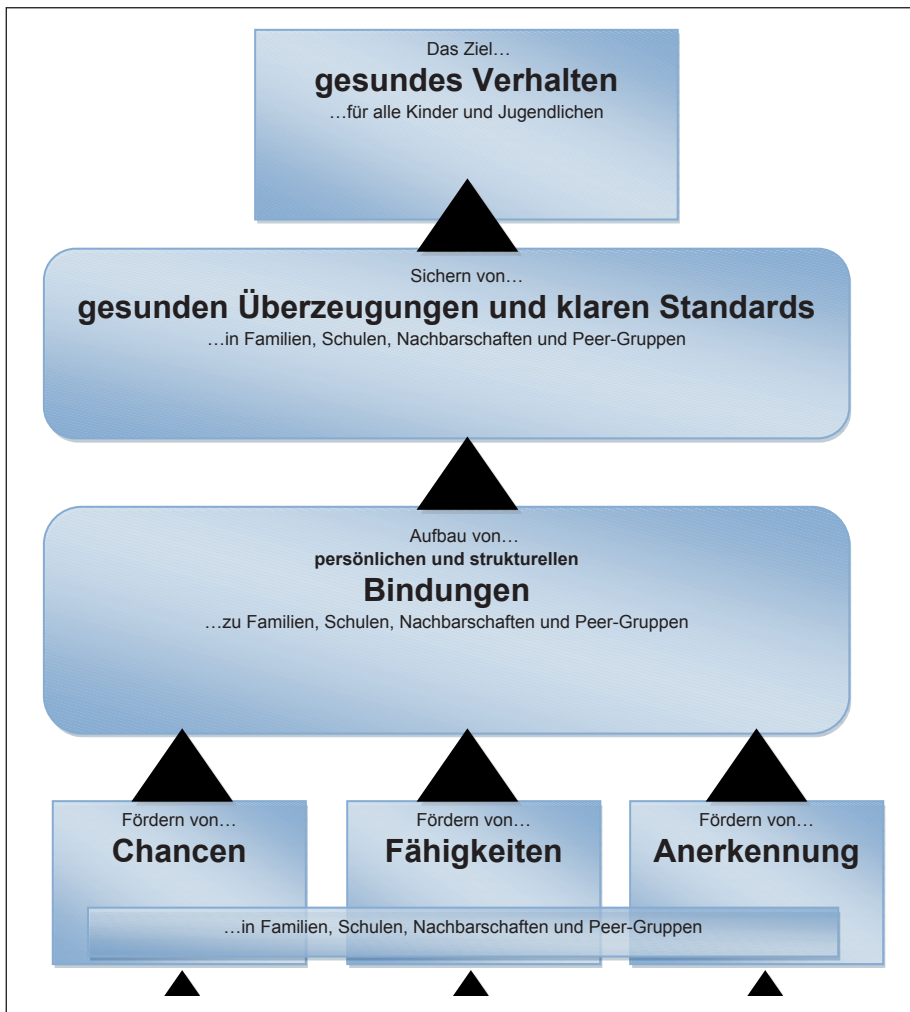 Das Ziel…
gesundes Verhalten
…für alle Kinder und Jugendlichen
Sichern von…
gesunden Überzeugungen und klaren Standards
…in Familien, Schulen, Nachbarschaften und Peer-Gruppen
Aufbau von…
persönlichen und strukturellen
Bindungen
…zu Familien, Schulen, Nachbarschaften und Peer-Gruppen
Fördern von…
Chancen
Fördern von…
Fähigkeiten
Fördern von…
Anerkennung
…in Familien, Schulen, Nachbarschaften und Peer-Gruppen